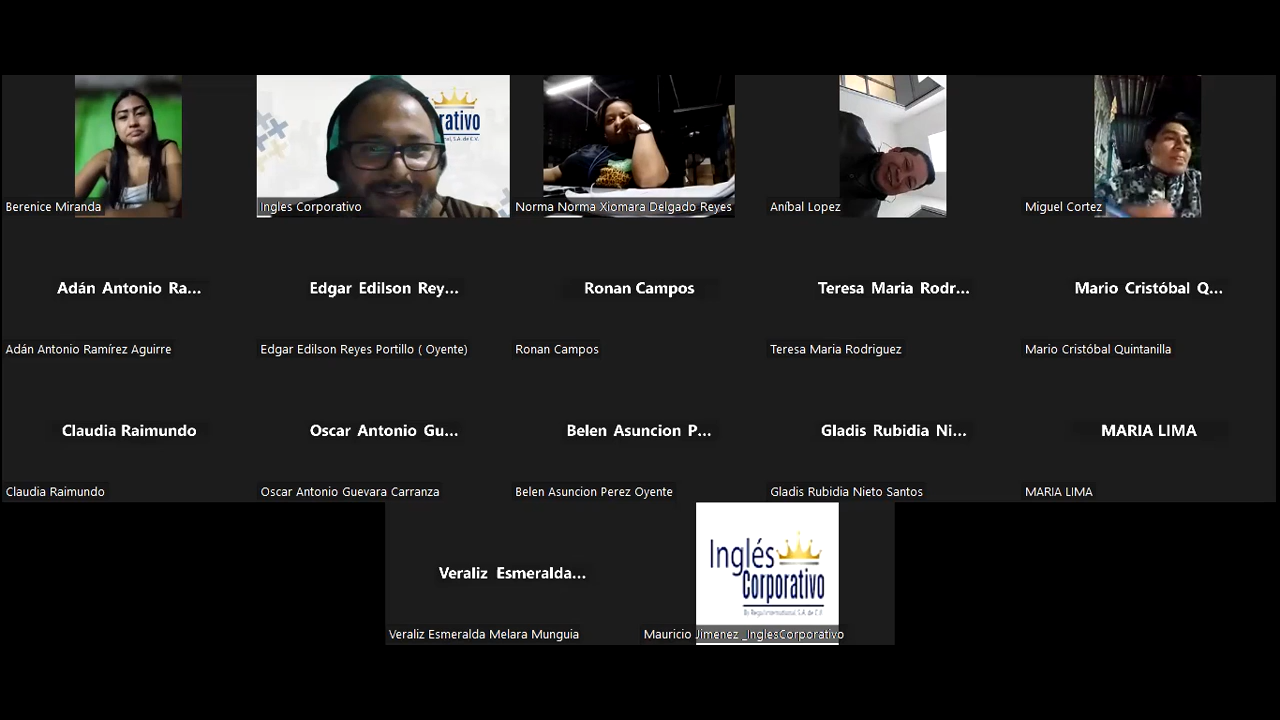 rativo
nal, S.A. de C.V.
Berenice Miranda
Ingles Corporativo
Norma Norma Xiomara Delgado Reyes
Aníbal Lopez
Miguel Cortez
Adán Antonio Ra...
Edgar Edilson Rey...
Ronan Campos
Teresa Maria Rodr...
Mario Cristóbal Q...
Adán Antonio Ramírez Aguirre
Edgar Edilson Reyes Portillo ( Oyente)
Ronan Campos
Teresa Maria Rodriguez
Mario Cristóbal Quintanilla
Claudia Raimundo
Oscar Antonio Gu...
Belen Asuncion P...
Gladis Rubidia Ni...
MARIA LIMA
Claudia Raimundo
Oscar Antonio Guevara Carranza
Belen Asuncion Perez Oyente
Gladis Rubidia Nieto Santos
MARIA LIMA
Veraliz Esmeralda...
Inglés
Corporativo
S.A. de C.V.
Veraliz Esmeralda Melara Munguia
Mauricio Jimenez _InglesCorporativo